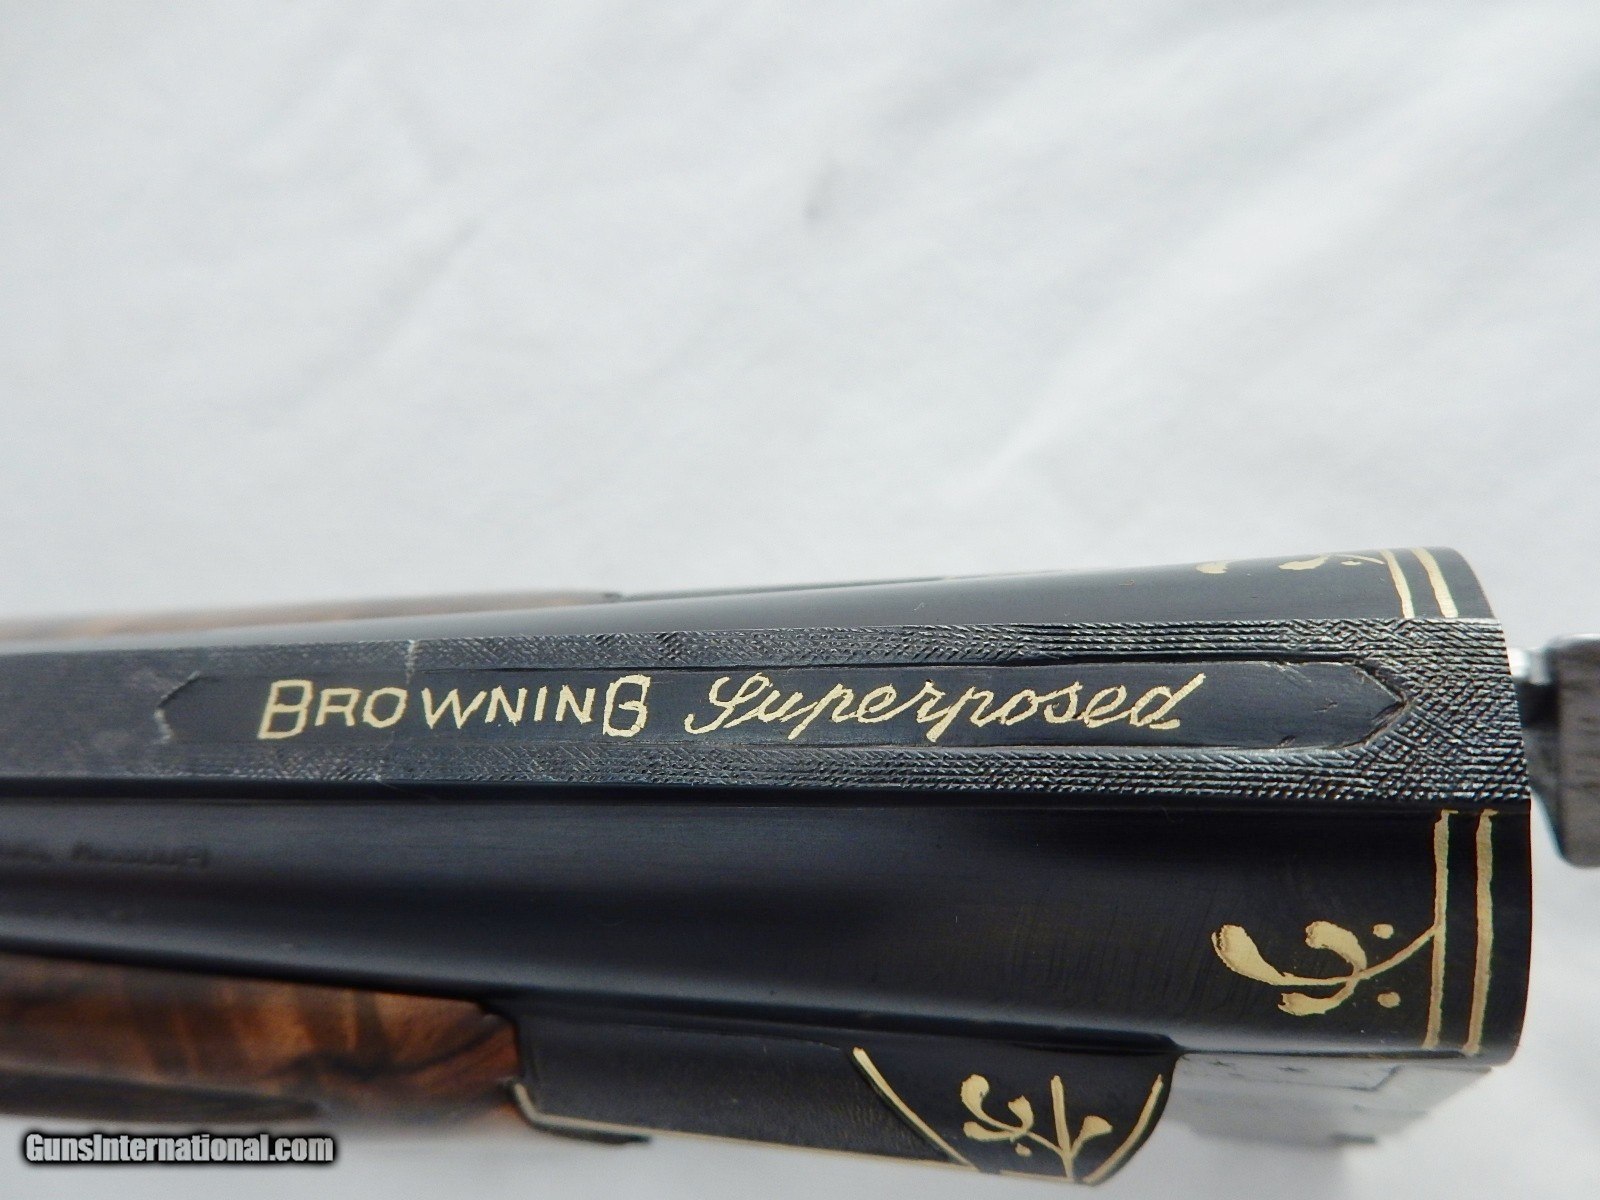 BROWNING Superposed
GunsInternational.com